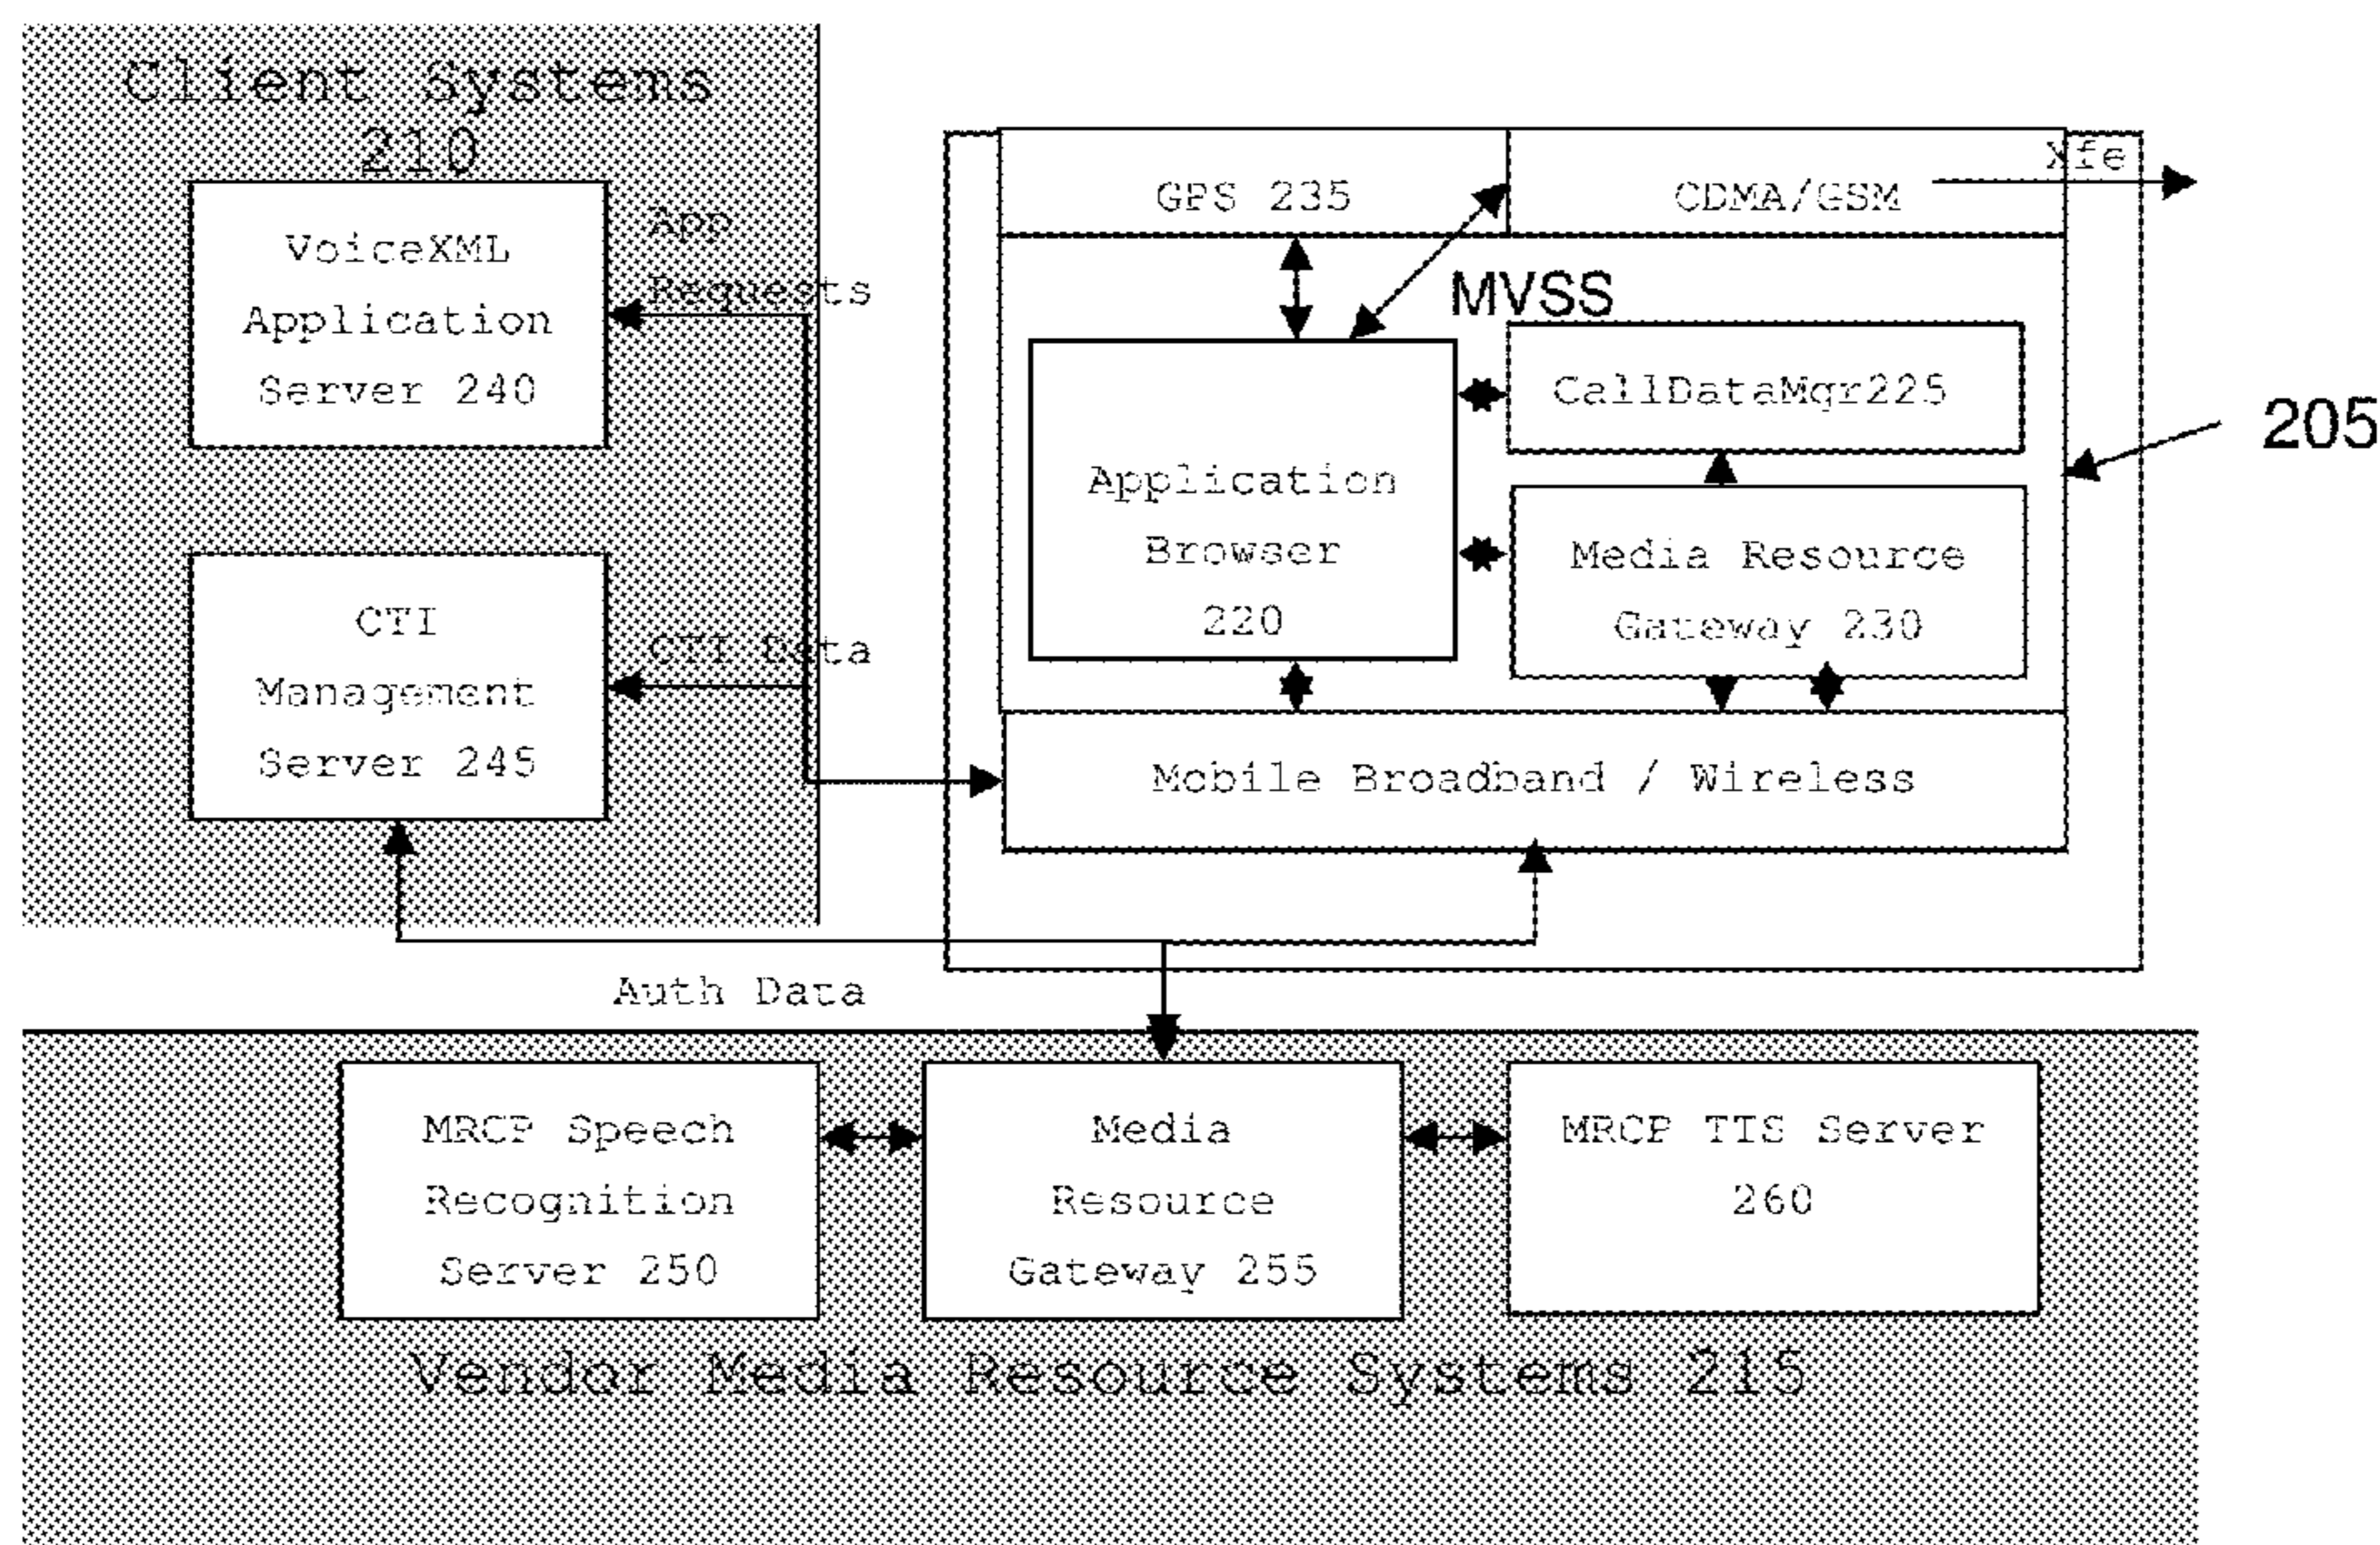 Client Systems
210
VoiceXML
Application
Server 240
App
Requests
CTI
Management
Server 245
CTI Data
GPS 235
CDMA/GSM
Xfe
MVSS
CallDataMgr225
205
Application
Browser
220
Media Resource
Gateway 230
Mobile Broadband / Wireless
Auth Data
MRCP Speech
Recognition
Server 250
Media
Resource
Gateway 255
MRCP TTS Server
260
Vendor Media Resource Systems 215